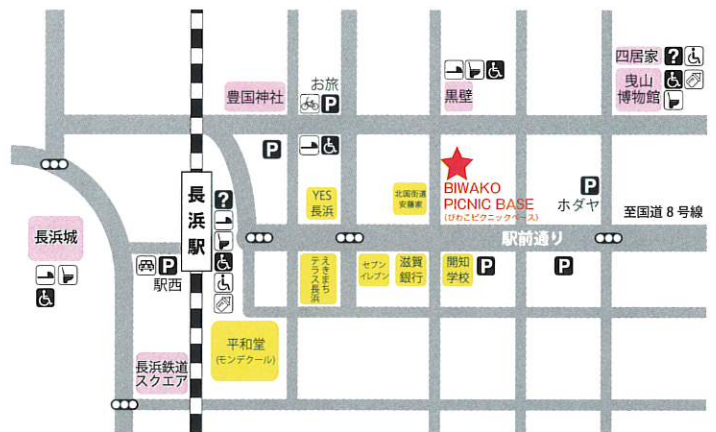 四居家
?
曳山
博物館
お旅
P
豊国神社
黒壁
P
BIWAKO
PICNIC BASE
(びわこピクニックベース)
P
ホダヤ
YES
長浜
北国街道
安藤家
至国道8号線
長浜駅
?
長浜城
駅前通り
P
駅西
えきまち
テラス長浜
セブン
イレブン
滋賀
銀行
開知
学校
P
P
平和堂
(モンデクール)
長浜鉄道
スクエア